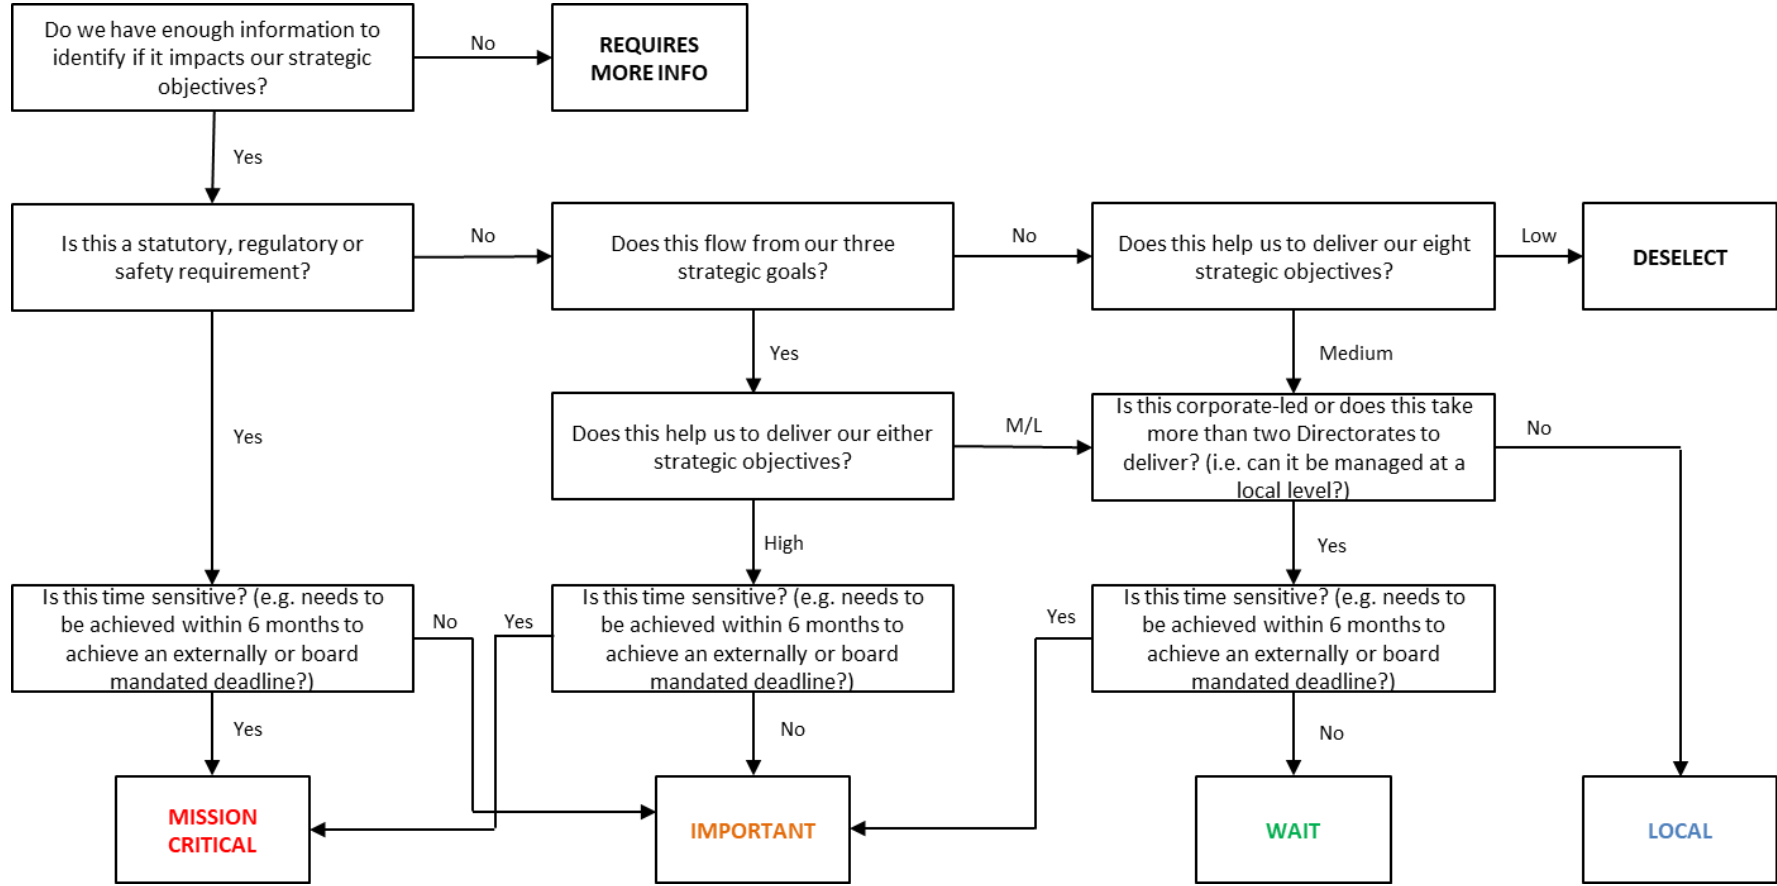 Do we have enough information to
identify if it impacts our strategic
objectives?
No
REQUIRES
MORE INFO
Yes
Is this a statutory, regulatory or
safety requirement?
No
Does this flow from our three
strategic goals?
No
Does this help us to deliver our eight
strategic objectives?
Low
DESELECT
Yes
Yes
Medium
Does this help us to deliver our either
strategic objectives?
M/L
Is this corporate-led or does this take
more than two Directorates to
deliver? (i.e. can it be managed at a
local level?)
No
High
Yes
Is this time sensitive? (e.g. needs to
be achieved within 6 months to
achieve an externally or board
mandated deadline?)
No
Yes
Is this time sensitive? (e.g. needs to
be achieved within 6 months to
achieve an externally or board
mandated deadline?)
Yes
Is this time sensitive? (e.g. needs to
be achieved within 6 months to
achieve an externally or board
mandated deadline?)
Yes
No
No
MISSION
CRITICAL
IMPORTANT
WAIT
LOCAL